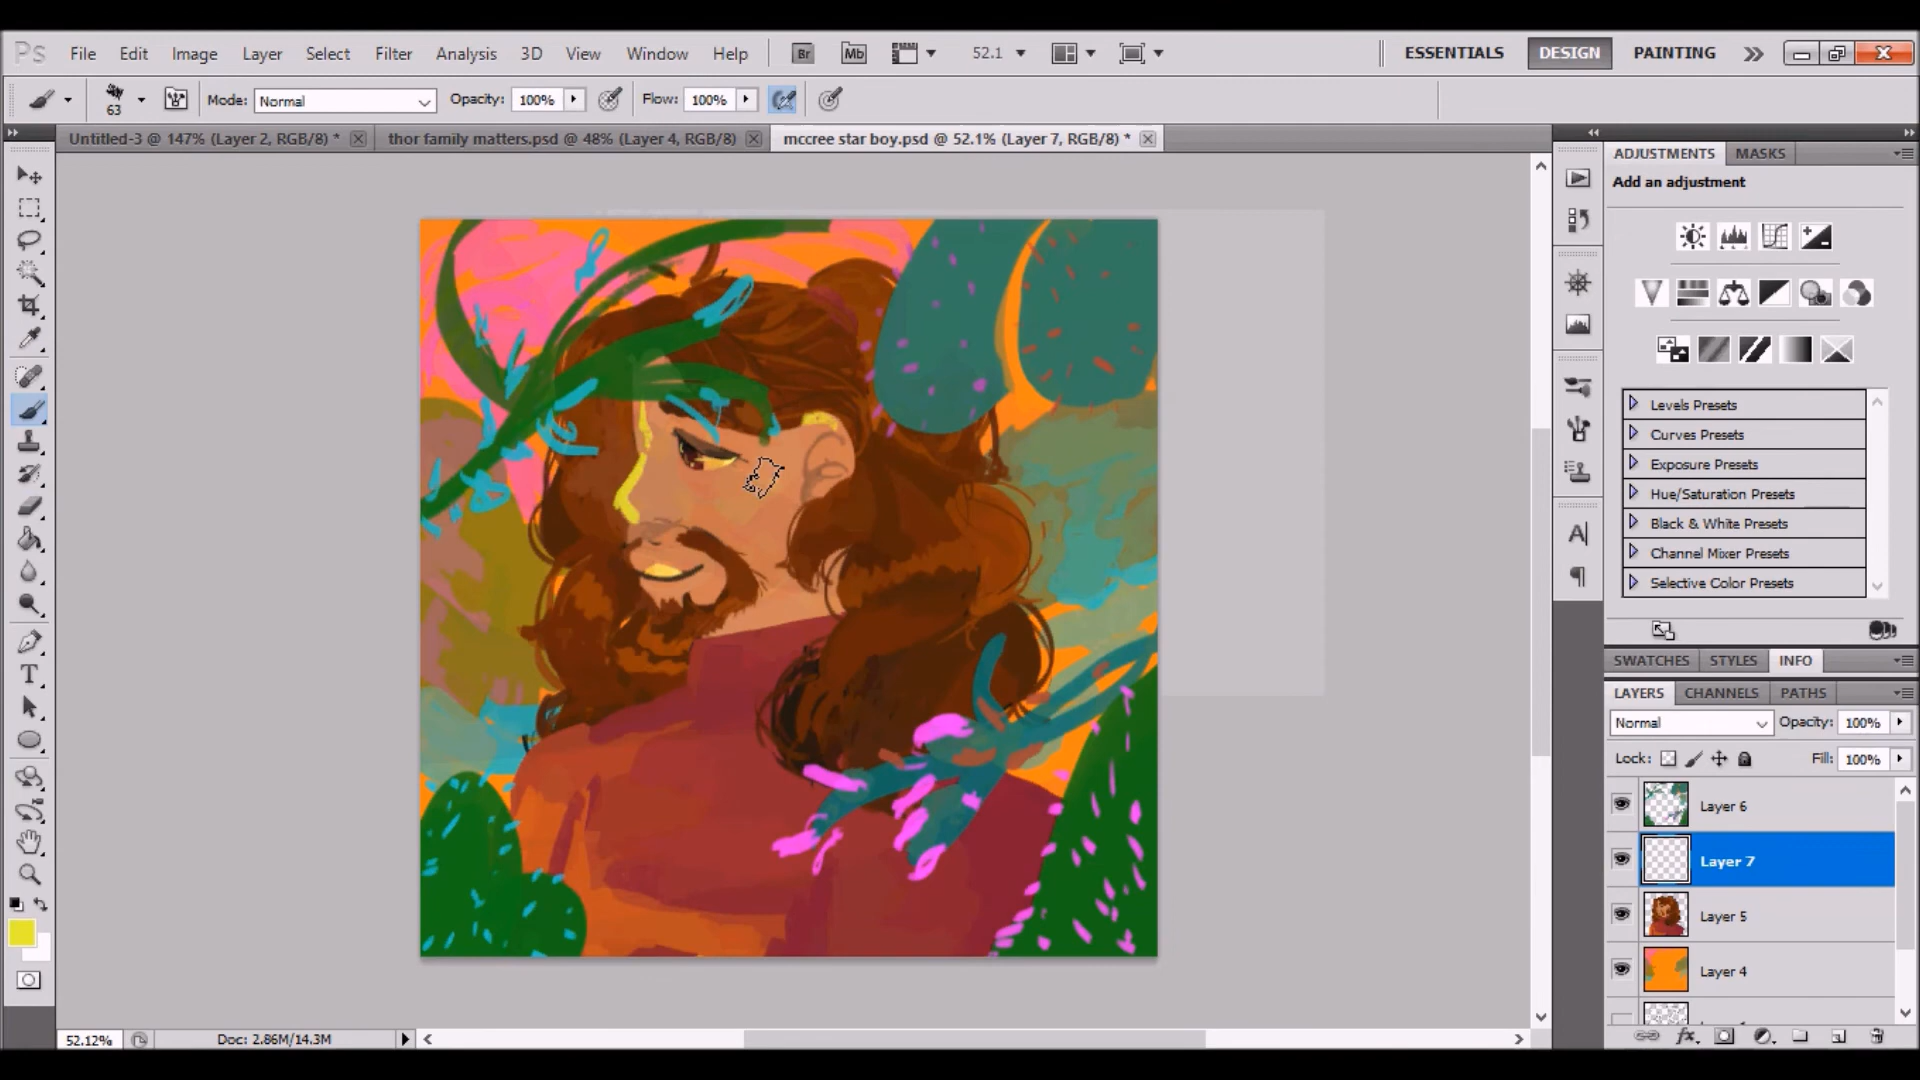 Ps File Edit Image Layer Select Filter Analysis 3D View Window Help Br Mb 52.1 ESSENTIALS DESIGN PAINTING
63 Mode: Normal Opacity: 100% Flow: 100%
Untitled-3 @ 147% (Layer 2, RGB/8) * thor family matters.psd @ 48% (Layer 4, RGB/8) mccree star boy.psd @ 52.1% (Layer 7, RGB/8) *
ADJUSTMENTS MASKS
Add an adjustment
Levels Presets
Curves Presets
Exposure Presets
Hue/Saturation Presets
Black & White Presets
Channel Mixer Presets
Selective Color Presets
SWATCHES STYLES INFO
LAYERS CHANNELS PATHS
Normal Opacity: 100%
Lock: Fill: 100%
Layer 6
Layer 7
Layer 5
Layer 4
52.12% Doc: 2.86M/14.3M